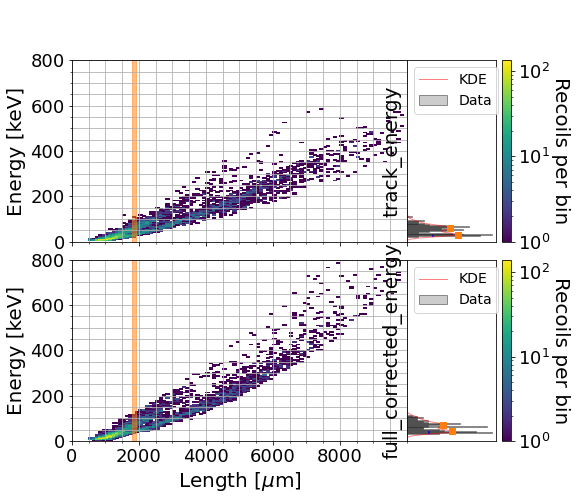 800
600
400
200
0
Energy [keV]
track_energy
KDE
Data
10²
10¹
10⁰
Recoils per bin
800
600
400
200
0
Energy [keV]
full_corrected_energy
KDE
Data
10²
10¹
10⁰
Recoils per bin
0
2000
4000
6000
8000
Length [μm]